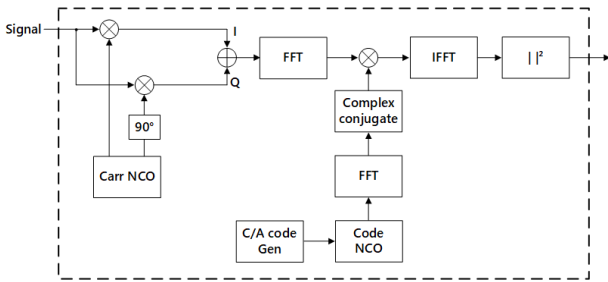 Signal
I
Q
FFT
IFFT
| |²
90°
Complex
conjugate
Carr NCO
FFT
C/A code
Gen
Code
NCO